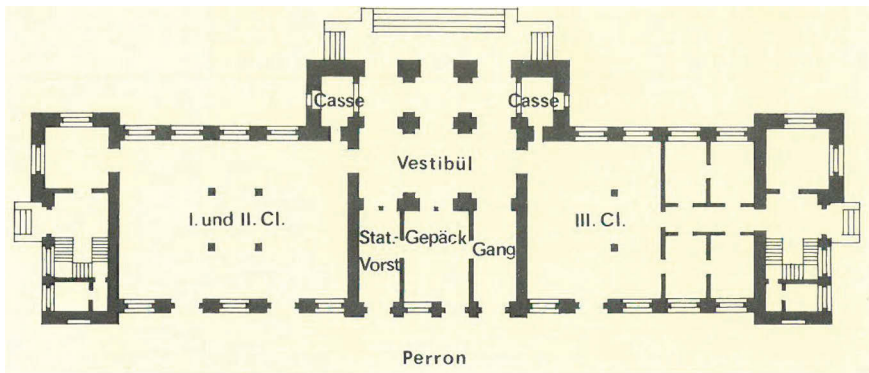 Casse Casse
Vestibül
I. und II. Cl.
Stat.-
Vorst
Gepäck
Gang
III. Cl.
Perron